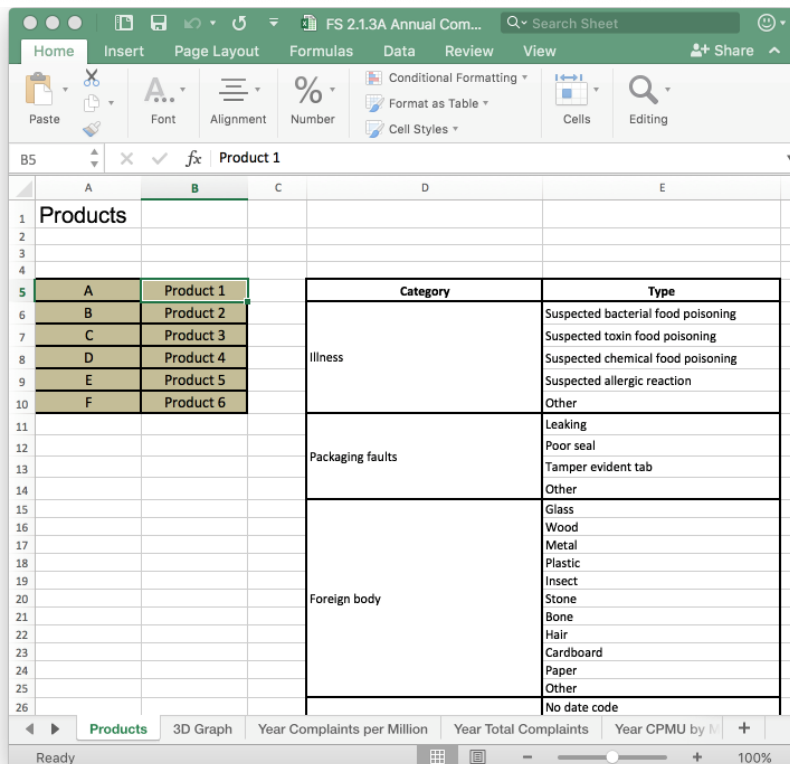 FS 2.1.3A Annual Com...
Search Sheet
Home Insert Page Layout Formulas Data Review View Share
Paste
Font
Alignment
%
Number
Conditional Formatting
Format as Table
Cell Styles
Cells
Editing
B5 fx Product 1
A B C D E
1 Products
2
3
4
5 A Product 1 Category Type
6 B Product 2 Suspected bacterial food poisoning
7 C Product 3 Suspected toxin food poisoning
8 D Product 4 Illness Suspected chemical food poisoning
9 E Product 5 Suspected allergic reaction
10 F Product 6 Other
11 Leaking
12 Poor seal
Packaging faults
13 Tamper evident tab
14 Other
15 Glass
16 Wood
17 Metal
18 Plastic
19 Insect
20 Foreign body Stone
21 Bone
22 Hair
23 Cardboard
24 Paper
25 Other
26 No date code
Products 3D Graph Year Complaints per Million Year Total Complaints Year CPMU by M +
Ready 100%